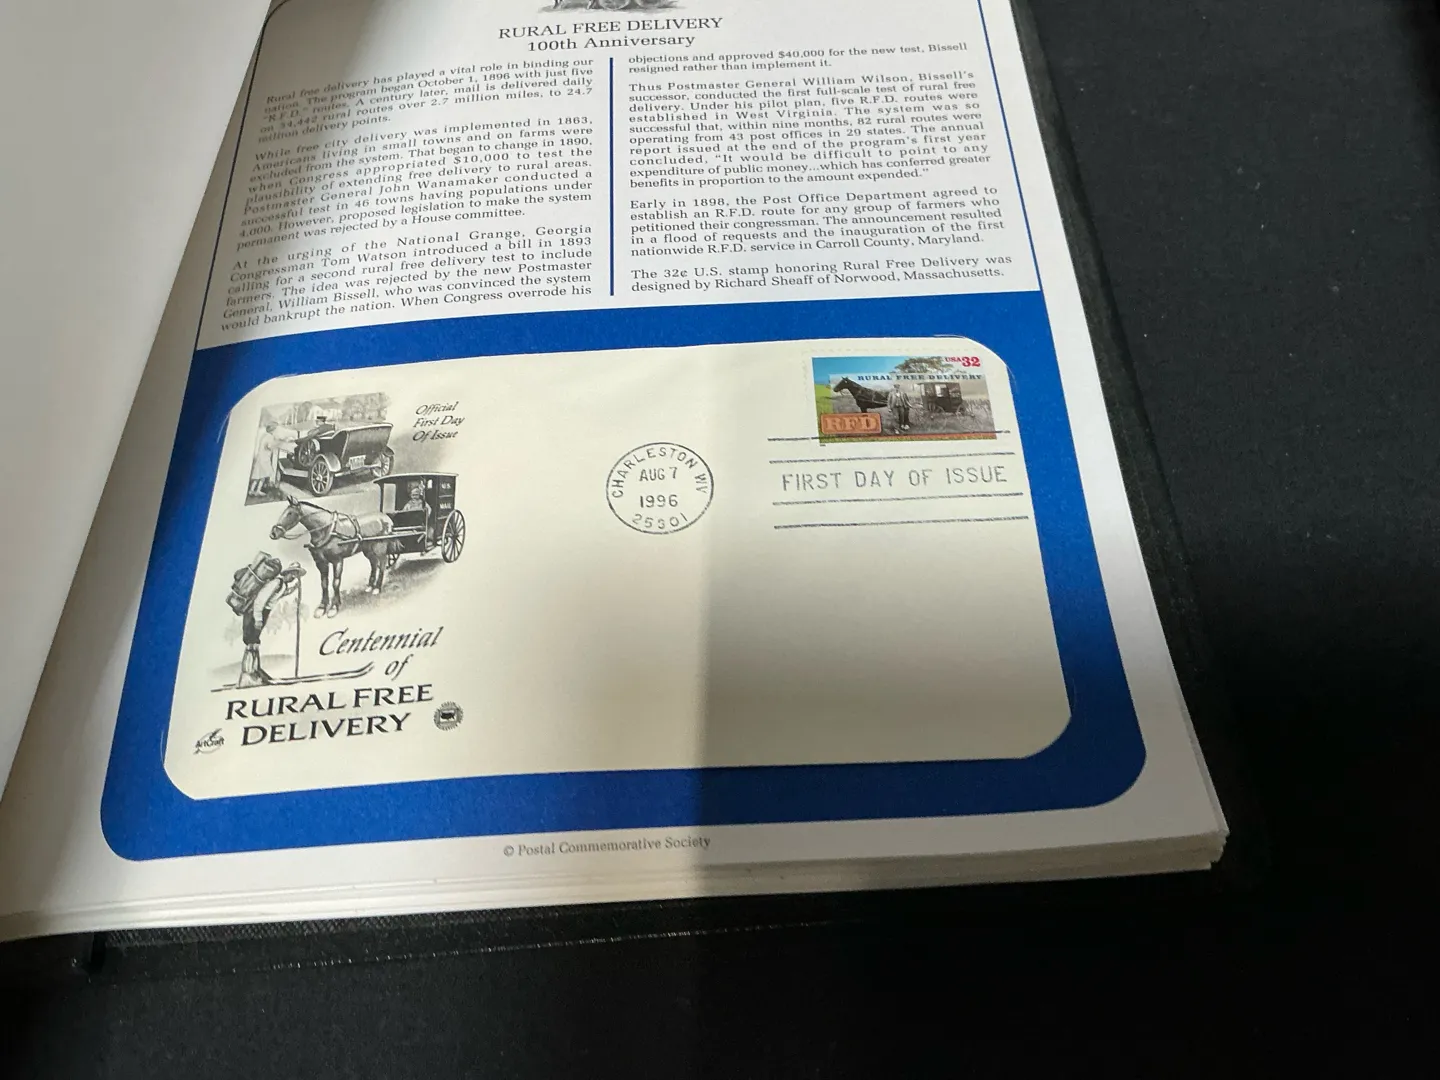 RURAL FREE DELIVERY
100th Anniversary
Rural free delivery has played a vital role in binding our
nation. The program began October 1, 1896 with just five
"R.F.D." routes. A century later, mail is delivered daily
on 54,442 rural routes over 2.7 million miles, to 24.7
million delivery points.
While free city delivery was implemented in 1863,
Americans living in small towns and on farms were
excluded from the system. That began to change in 1890,
when Congress appropriated $10,000 to test the
plausibility of extending free delivery to rural areas.
Postmaster General John Wanamaker conducted a
successful test in 46 towns having populations under
4,000. However, proposed legislation to make the system
permanent was rejected by a House committee.
At the urging of the National Grange, Georgia
Congressman Tom Watson introduced a bill in 1893
calling for a second rural free delivery test to include
farmers. The idea was rejected by the new Postmaster
General, William Bissell, who was convinced the system
would bankrupt the nation. When Congress overrode his
objections and approved $40,000 for the new test, Bissell
resigned rather than implement it.
Thus Postmaster General William Wilson, Bissell's
successor, conducted the first full-scale test of rural free
delivery. Under his pilot plan, five R.F.D. routes were
established in West Virginia. The system was so
successful that, within nine months, 82 rural routes were
operating from 43 post offices in 29 states. The annual
report issued at the end of the program's first year
concluded, "It would be difficult to point to any
expenditure of public money...which has conferred greater
benefits in proportion to the amount expended."
Early in 1898, the Post Office Department agreed to
establish an R.F.D. route for any group of farmers who
petitioned their congressman. The announcement resulted
in a flood of requests and the inauguration of the first
nationwide R.F.D. service in Carroll County, Maryland.
The 32¢ U.S. stamp honoring Rural Free Delivery was
designed by Richard Sheaff of Norwood, Massachusetts.
Official
First Day
Of Issue
U.S.
MAIL
Centennial
of
RURAL FREE
DELIVERY
ArtCraft
CHARLESTON WV
AUG 7
1996
25301
USA 32
RURAL FREE DELIVERY
RFD
FIRST DAY OF ISSUE
© Postal Commemorative Society